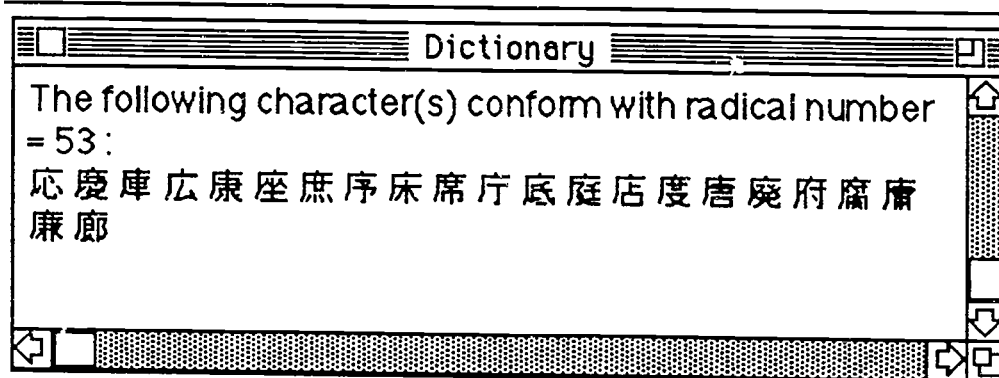 Dictionary
The following character(s) conform with radical number
= 53 :
応 慶 庫 広 康 座 庶 序 床 席 庁 底 庭 店 度 唐 廃 府 腐 庸
廉 廊